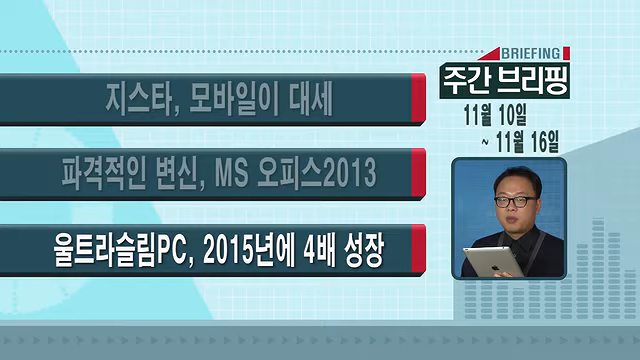 BRIEFING
주간 브리핑
11월 10일
~ 11월 16일
지스타, 모바일이 대세
파격적인 변신, MS 오피스2013
울트라슬림PC, 2015년에 4배 성장